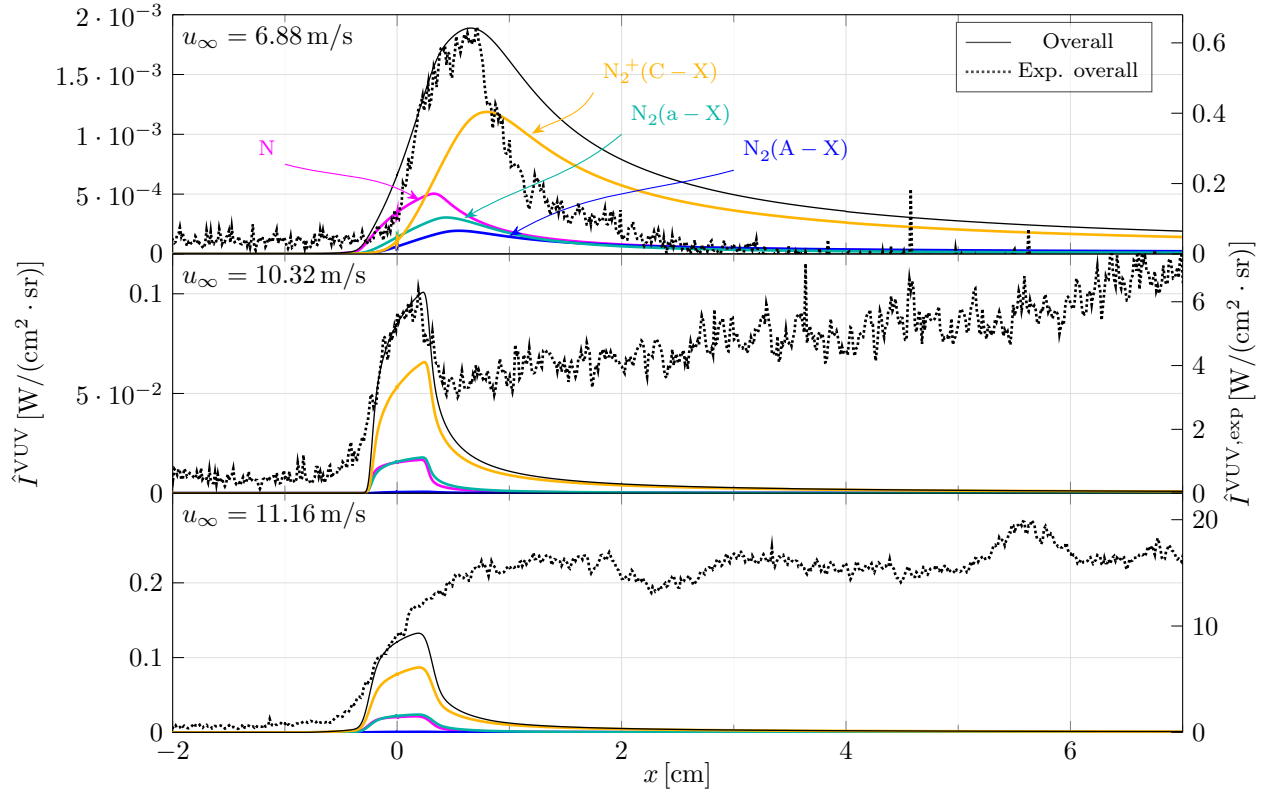 2 · 10⁻³
u∞ = 6.88 m/s
Overall
Exp. overall
0.6
N₂⁺(C − X)
1.5 · 10⁻³
N₂(a − X)
0.4
1 · 10⁻³
N
N₂(A − X)
5 · 10⁻⁴
0.2
0
0
u∞ = 10.32 m/s
0.1
6
4
5 · 10⁻²
2
0
0
Î^VUV [W/(cm² · sr)]
Î^VUV,exp [W/(cm² · sr)]
u∞ = 11.16 m/s
20
0.2
10
0.1
0
0
−2 0 2 4 6
x [cm]